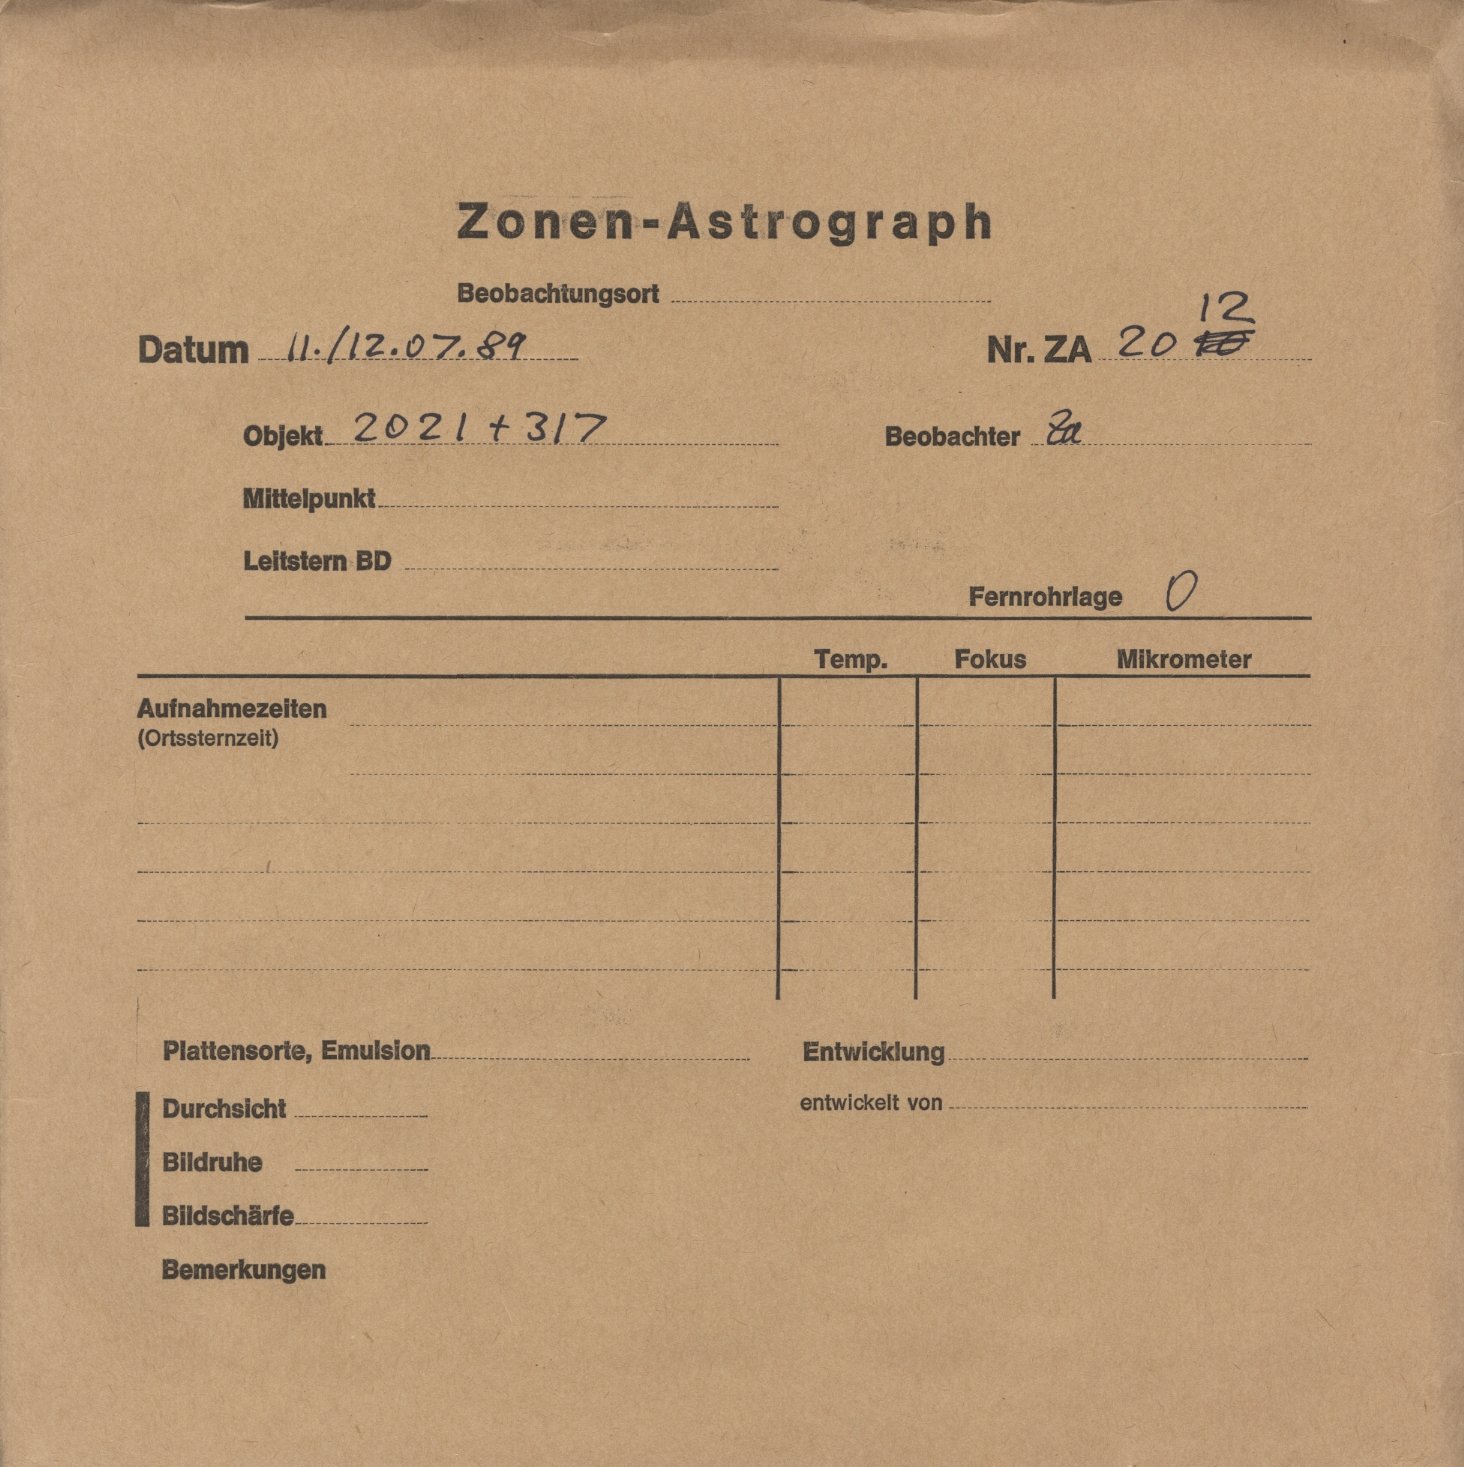 Zonen-Astrograph
Beobachtungsort
Datum 11./12.07.89
Nr. ZA 20 12
Objekt 2021 + 317
Beobachter Za
Mittelpunkt
Leitstern BD
Fernrohrlage O
Temp. Fokus Mikrometer
Aufnahmezeiten
(Ortssternzeit)
Plattensorte, Emulsion
Entwicklung
Durchsicht
entwickelt von
Bildruhe
Bildschärfe
Bemerkungen